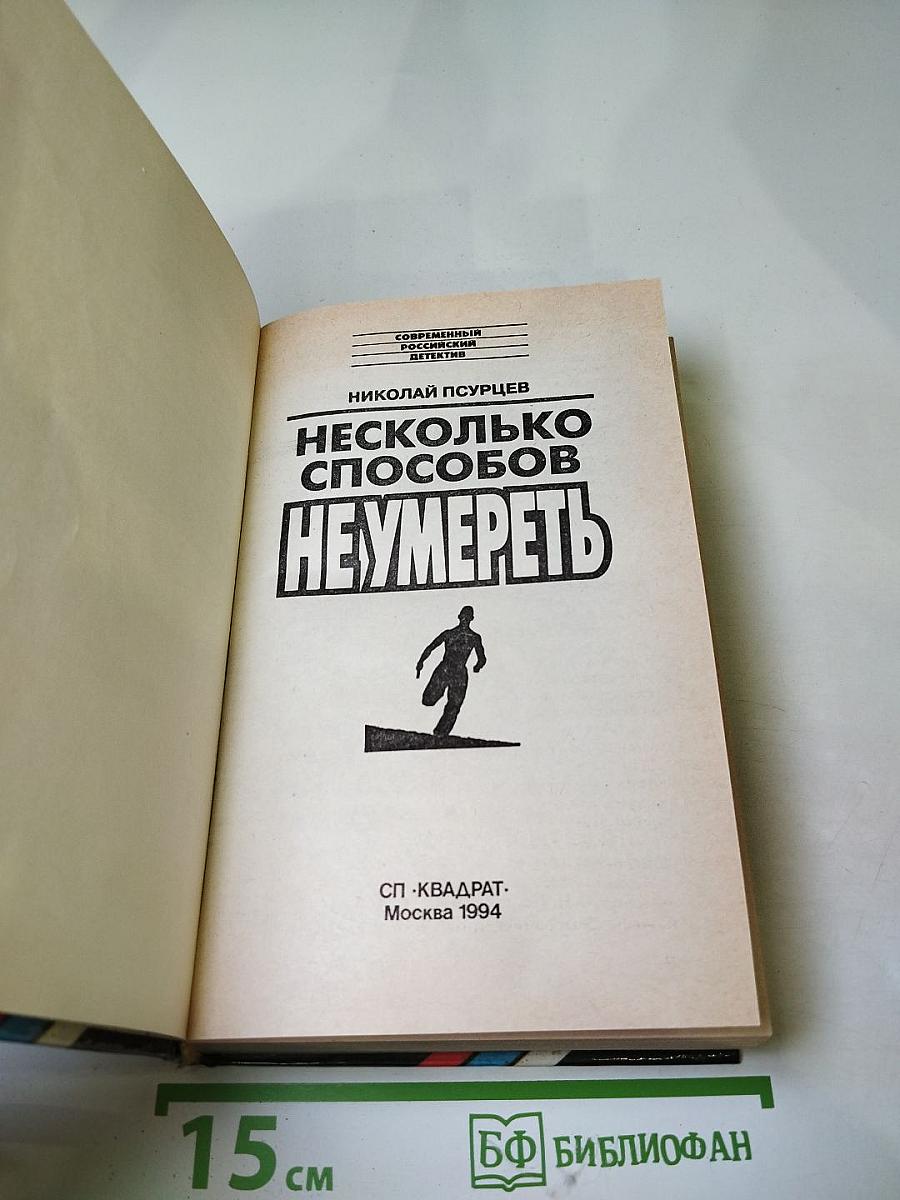 СОВРЕМЕННЫЙ
РОССИЙСКИЙ
ДЕТЕКТИВ
НИКОЛАЙ ПСУРЦЕВ
НЕСКОЛЬКО
СПОСОБОВ
НЕ УМЕРЕТЬ
СП •КВАДРАТ•
Москва 1994
15 см
БФ БИБЛИОФАН